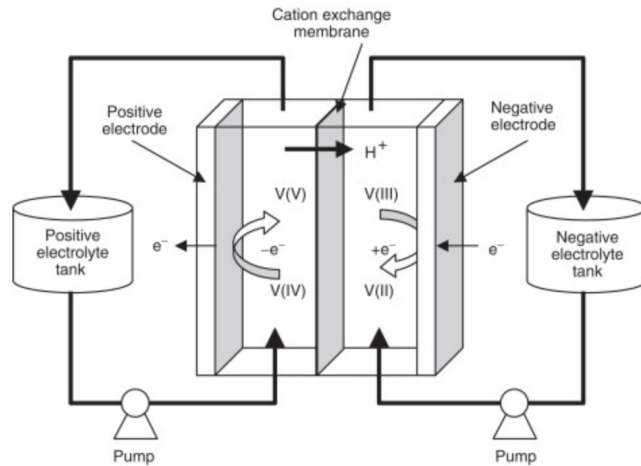 Cation exchange
membrane
Positive
electrode
Negative
electrode
H⁺
V(V)
V(III)
Positive
electrolyte
tank
e⁻
–e⁻
+e⁻
e⁻
Negative
electrolyte
tank
V(IV)
V(II)
Pump
Pump